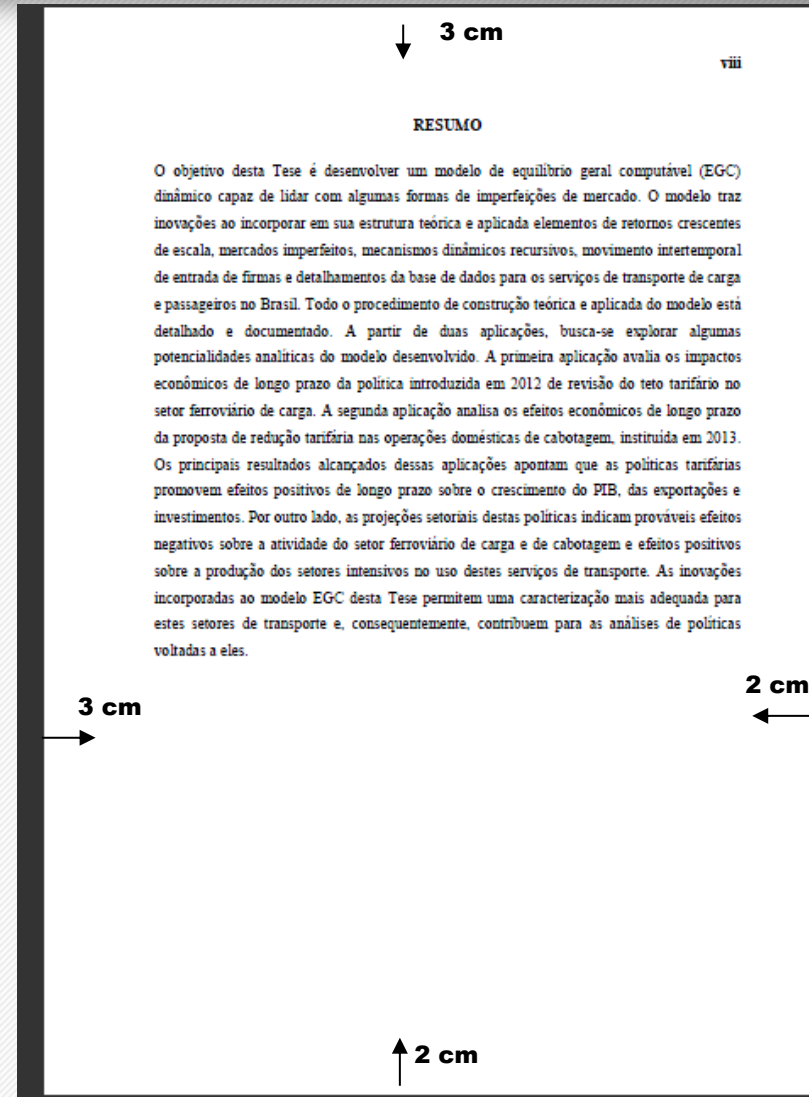 3 cm
viii
RESUMO
O objetivo desta Tese é desenvolver um modelo de equilíbrio geral computável (EGC)
dinâmico capaz de lidar com algumas formas de imperfeições de mercado. O modelo traz
inovações ao incorporar em sua estrutura teórica e aplicada elementos de retornos crescentes
de escala, mercados imperfeitos, mecanismos dinâmicos recursivos, movimento intertemporal
de entrada de firmas e detalhamentos da base de dados para os serviços de transporte de carga
e passageiros no Brasil. Todo o procedimento de construção teórica e aplicada do modelo está
detalhado e documentado. A partir de duas aplicações, busca-se explorar algumas
potencialidades analíticas do modelo desenvolvido. A primeira aplicação avalia os impactos
econômicos de longo prazo da política introduzida em 2012 de revisão do teto tarifário no
setor ferroviário de carga. A segunda aplicação analisa os efeitos econômicos de longo prazo
da proposta de redução tarifária nas operações domésticas de cabotagem, instituída em 2013.
Os principais resultados alcançados dessas aplicações apontam que as políticas tarifárias
promovem efeitos positivos de longo prazo sobre o crescimento do PIB, das exportações e
investimentos. Por outro lado, as projeções setoriais destas políticas indicam prováveis efeitos
negativos sobre a atividade do setor ferroviário de carga e de cabotagem e efeitos positivos
sobre a produção dos setores intensivos no uso destes serviços de transporte. As inovações
incorporadas ao modelo EGC desta Tese permitem uma caracterização mais adequada para
estes setores de transporte e, consequentemente, contribuem para as análises de políticas
voltadas a eles.
2 cm
3 cm
2 cm